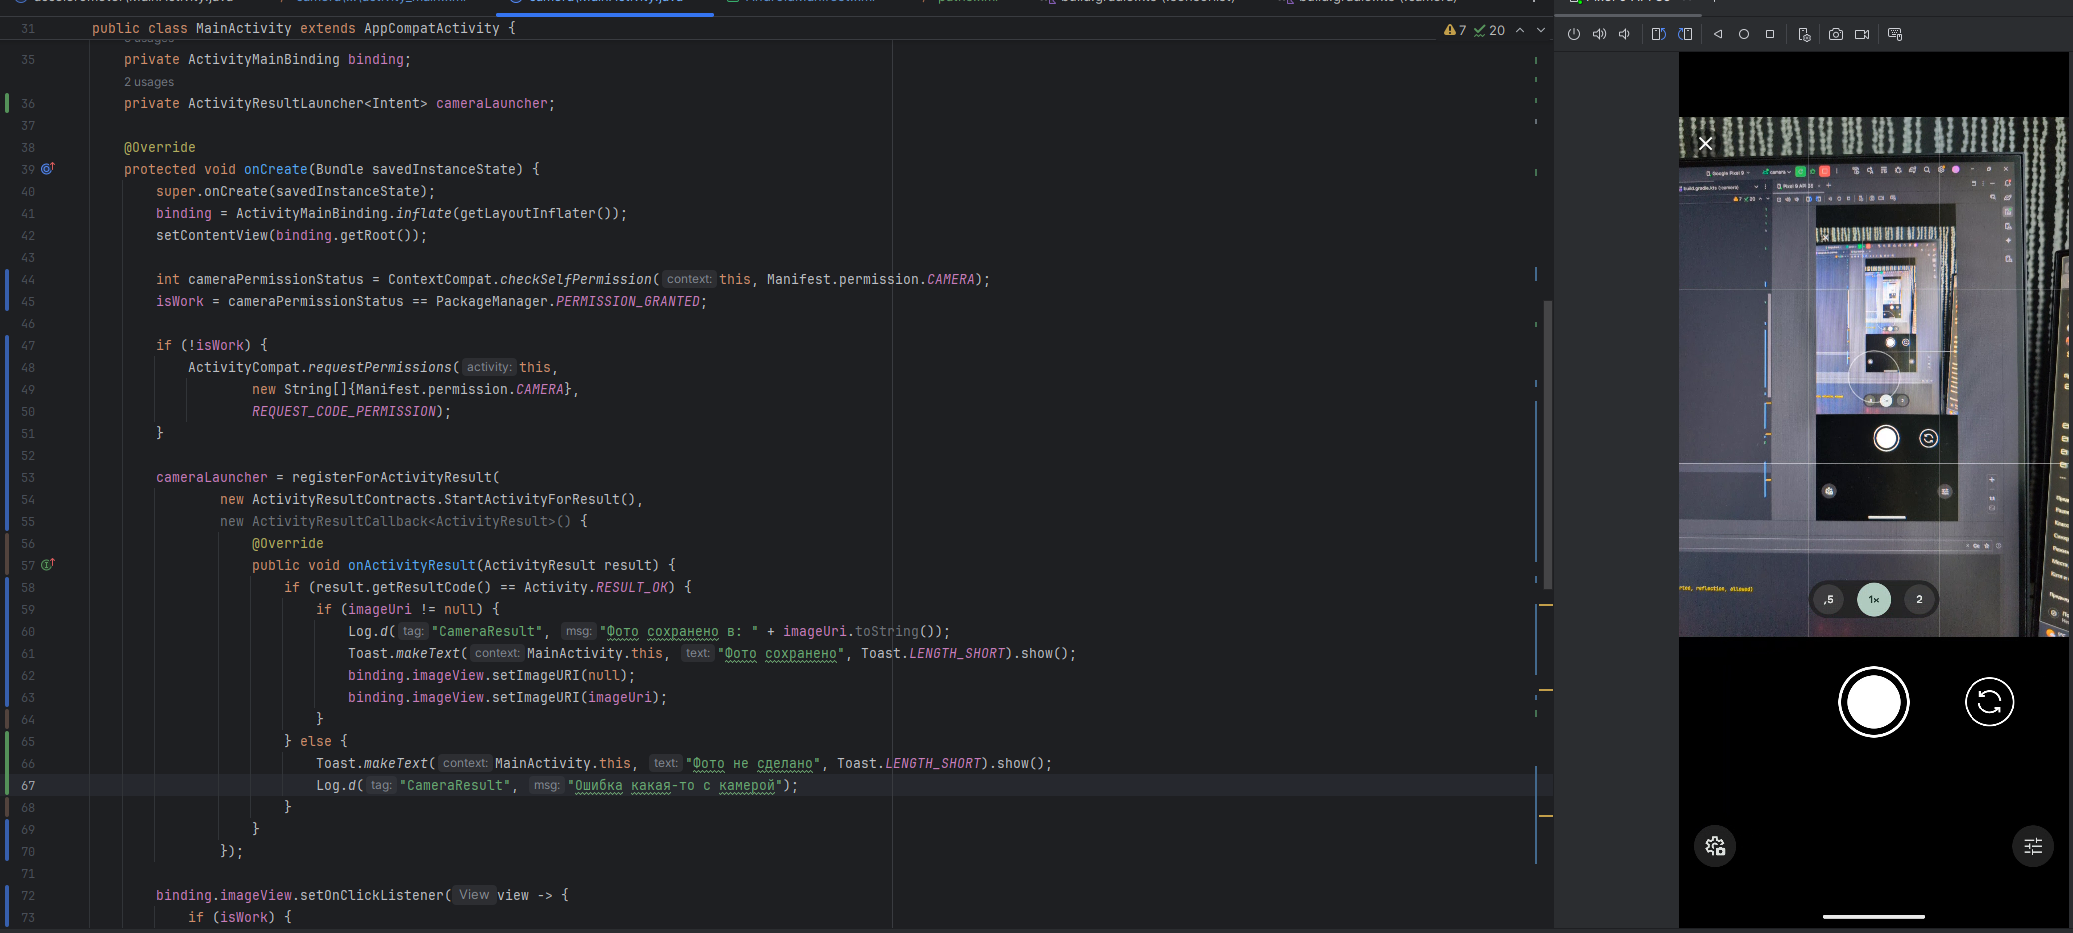 31 public class MainActivity extends AppCompatActivity {
7 20
35 private ActivityMainBinding binding;
2 usages
36 private ActivityResultLauncher<Intent> cameraLauncher;
37
38 @Override
39 protected void onCreate(Bundle savedInstanceState) {
40 super.onCreate(savedInstanceState);
41 binding = ActivityMainBinding.inflate(getLayoutInflater());
42 setContentView(binding.getRoot());
43
44 int cameraPermissionStatus = ContextCompat.checkSelfPermission( context: this, Manifest.permission.CAMERA);
45 isWork = cameraPermissionStatus == PackageManager.PERMISSION_GRANTED;
46
47 if (!isWork) {
48 ActivityCompat.requestPermissions( activity: this,
49 new String[]{Manifest.permission.CAMERA},
50 REQUEST_CODE_PERMISSION);
51 }
52
53 cameraLauncher = registerForActivityResult(
54 new ActivityResultContracts.StartActivityForResult(),
55 new ActivityResultCallback<ActivityResult>() {
56 @Override
57 public void onActivityResult(ActivityResult result) {
58 if (result.getResultCode() == Activity.RESULT_OK) {
59 if (imageUri != null) {
60 Log.d( tag: "CameraResult", msg: "Фото сохранено в: " + imageUri.toString());
61 Toast.makeText( context: MainActivity.this, text: "Фото сохранено", Toast.LENGTH_SHORT).show();
62 binding.imageView.setImageURI(null);
63 binding.imageView.setImageURI(imageUri);
64 }
65 } else {
66 Toast.makeText( context: MainActivity.this, text: "Фото не сделано", Toast.LENGTH_SHORT).show();
67 Log.d( tag: "CameraResult", msg: "Ошибка какая-то с камерой");
68 }
69 }
70 });
71
72 binding.imageView.setOnClickListener( View view -> {
73 if (isWork) {
,5 1× 2